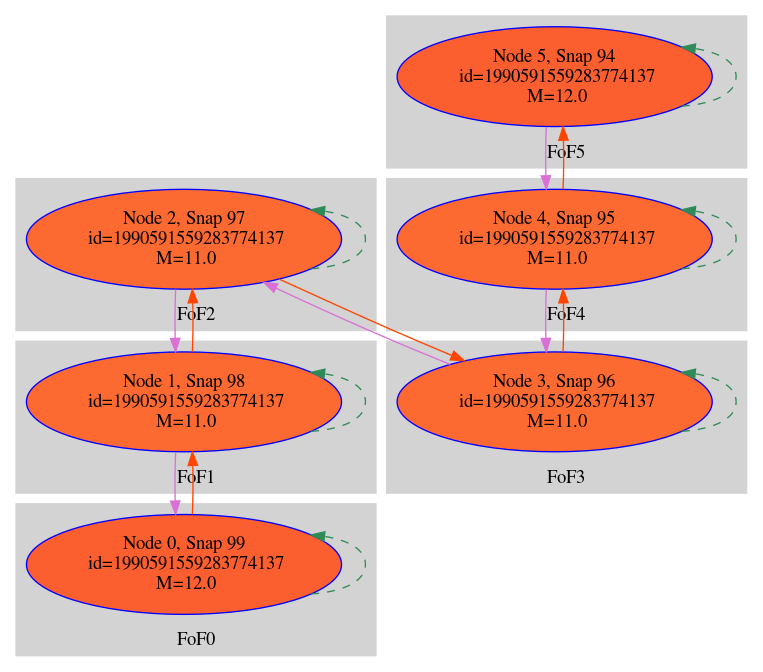 Node 5, Snap 94
id=1990591559283774137
M=12.0
FoF5
Node 2, Snap 97
id=1990591559283774137
M=11.0
FoF2
Node 4, Snap 95
id=1990591559283774137
M=11.0
FoF4
Node 1, Snap 98
id=1990591559283774137
M=11.0
FoF1
Node 3, Snap 96
id=1990591559283774137
M=11.0
FoF3
Node 0, Snap 99
id=1990591559283774137
M=12.0
FoF0